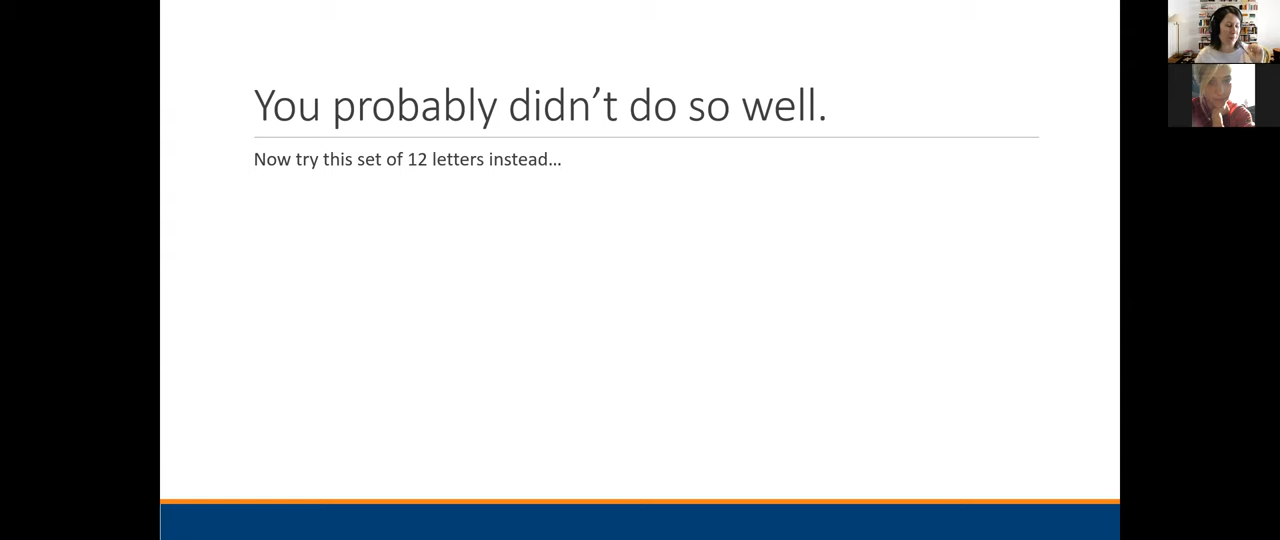 You probably didn’t do so well.
Now try this set of 12 letters instead…